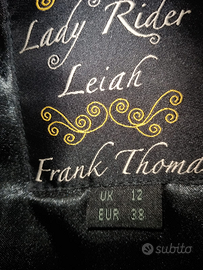 Lady Rider
Leiah
Frank Thoma
UK 12
EUR 38
subito